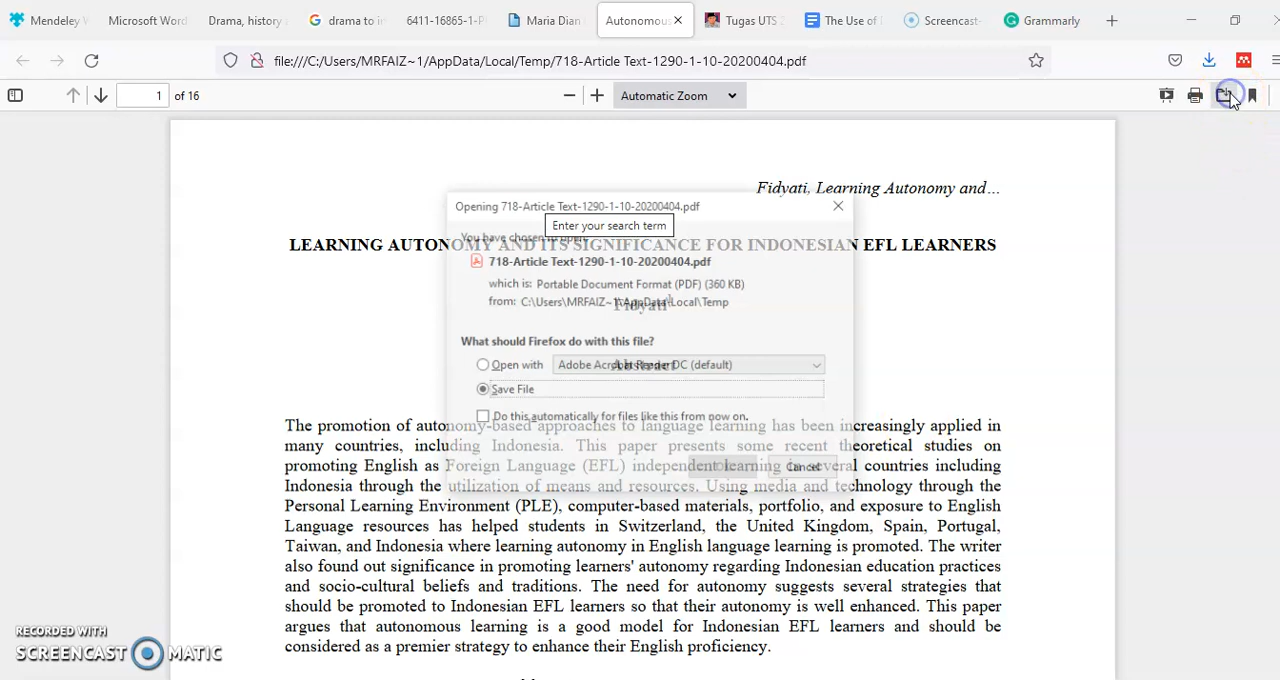 Mendeley
Microsoft Word
Drama, history
drama to in
6411-16865-1-P
Maria Dian
Autonomous
Tugas UTS
The Use of
Screencast-
Grammarly
file:///C:/Users/MRFAIZ~1/AppData/Local/Temp/718-Article Text-1290-1-10-20200404.pdf
1 of 16
Automatic Zoom
Fidyati, Learning Autonomy and…
Opening 718-Article Text-1290-1-10-20200404.pdf
Enter your search term
You have chosen to open:
LEARNING AUTONOMY AND ITS SIGNIFICANCE FOR INDONESIAN EFL LEARNERS
718-Article Text-1290-1-10-20200404.pdf
which is: Portable Document Format (PDF) (360 KB)
from: C:\Users\MRFAIZ~1\AppData\Local\Temp
Fidyati
What should Firefox do with this file?
Open with Adobe Acrobat Reader DC (default)
Abstract
Save File
Do this automatically for files like this from now on.
The promotion of autonomy-based approaches to language learning has been increasingly applied in
many countries, including Indonesia. This paper presents some recent theoretical studies on
promoting English as Foreign Language (EFL) independent learning in several countries including
Cancel
Indonesia through the utilization of means and resources. Using media and technology through the
Personal Learning Environment (PLE), computer-based materials, portfolio, and exposure to English
Language resources has helped students in Switzerland, the United Kingdom, Spain, Portugal,
Taiwan, and Indonesia where learning autonomy in English language learning is promoted. The writer
also found out significance in promoting learners' autonomy regarding Indonesian education practices
and socio-cultural beliefs and traditions. The need for autonomy suggests several strategies that
should be promoted to Indonesian EFL learners so that their autonomy is well enhanced. This paper
argues that autonomous learning is a good model for Indonesian EFL learners and should be
considered as a premier strategy to enhance their English proficiency.
RECORDED WITH
SCREENCAST MATIC